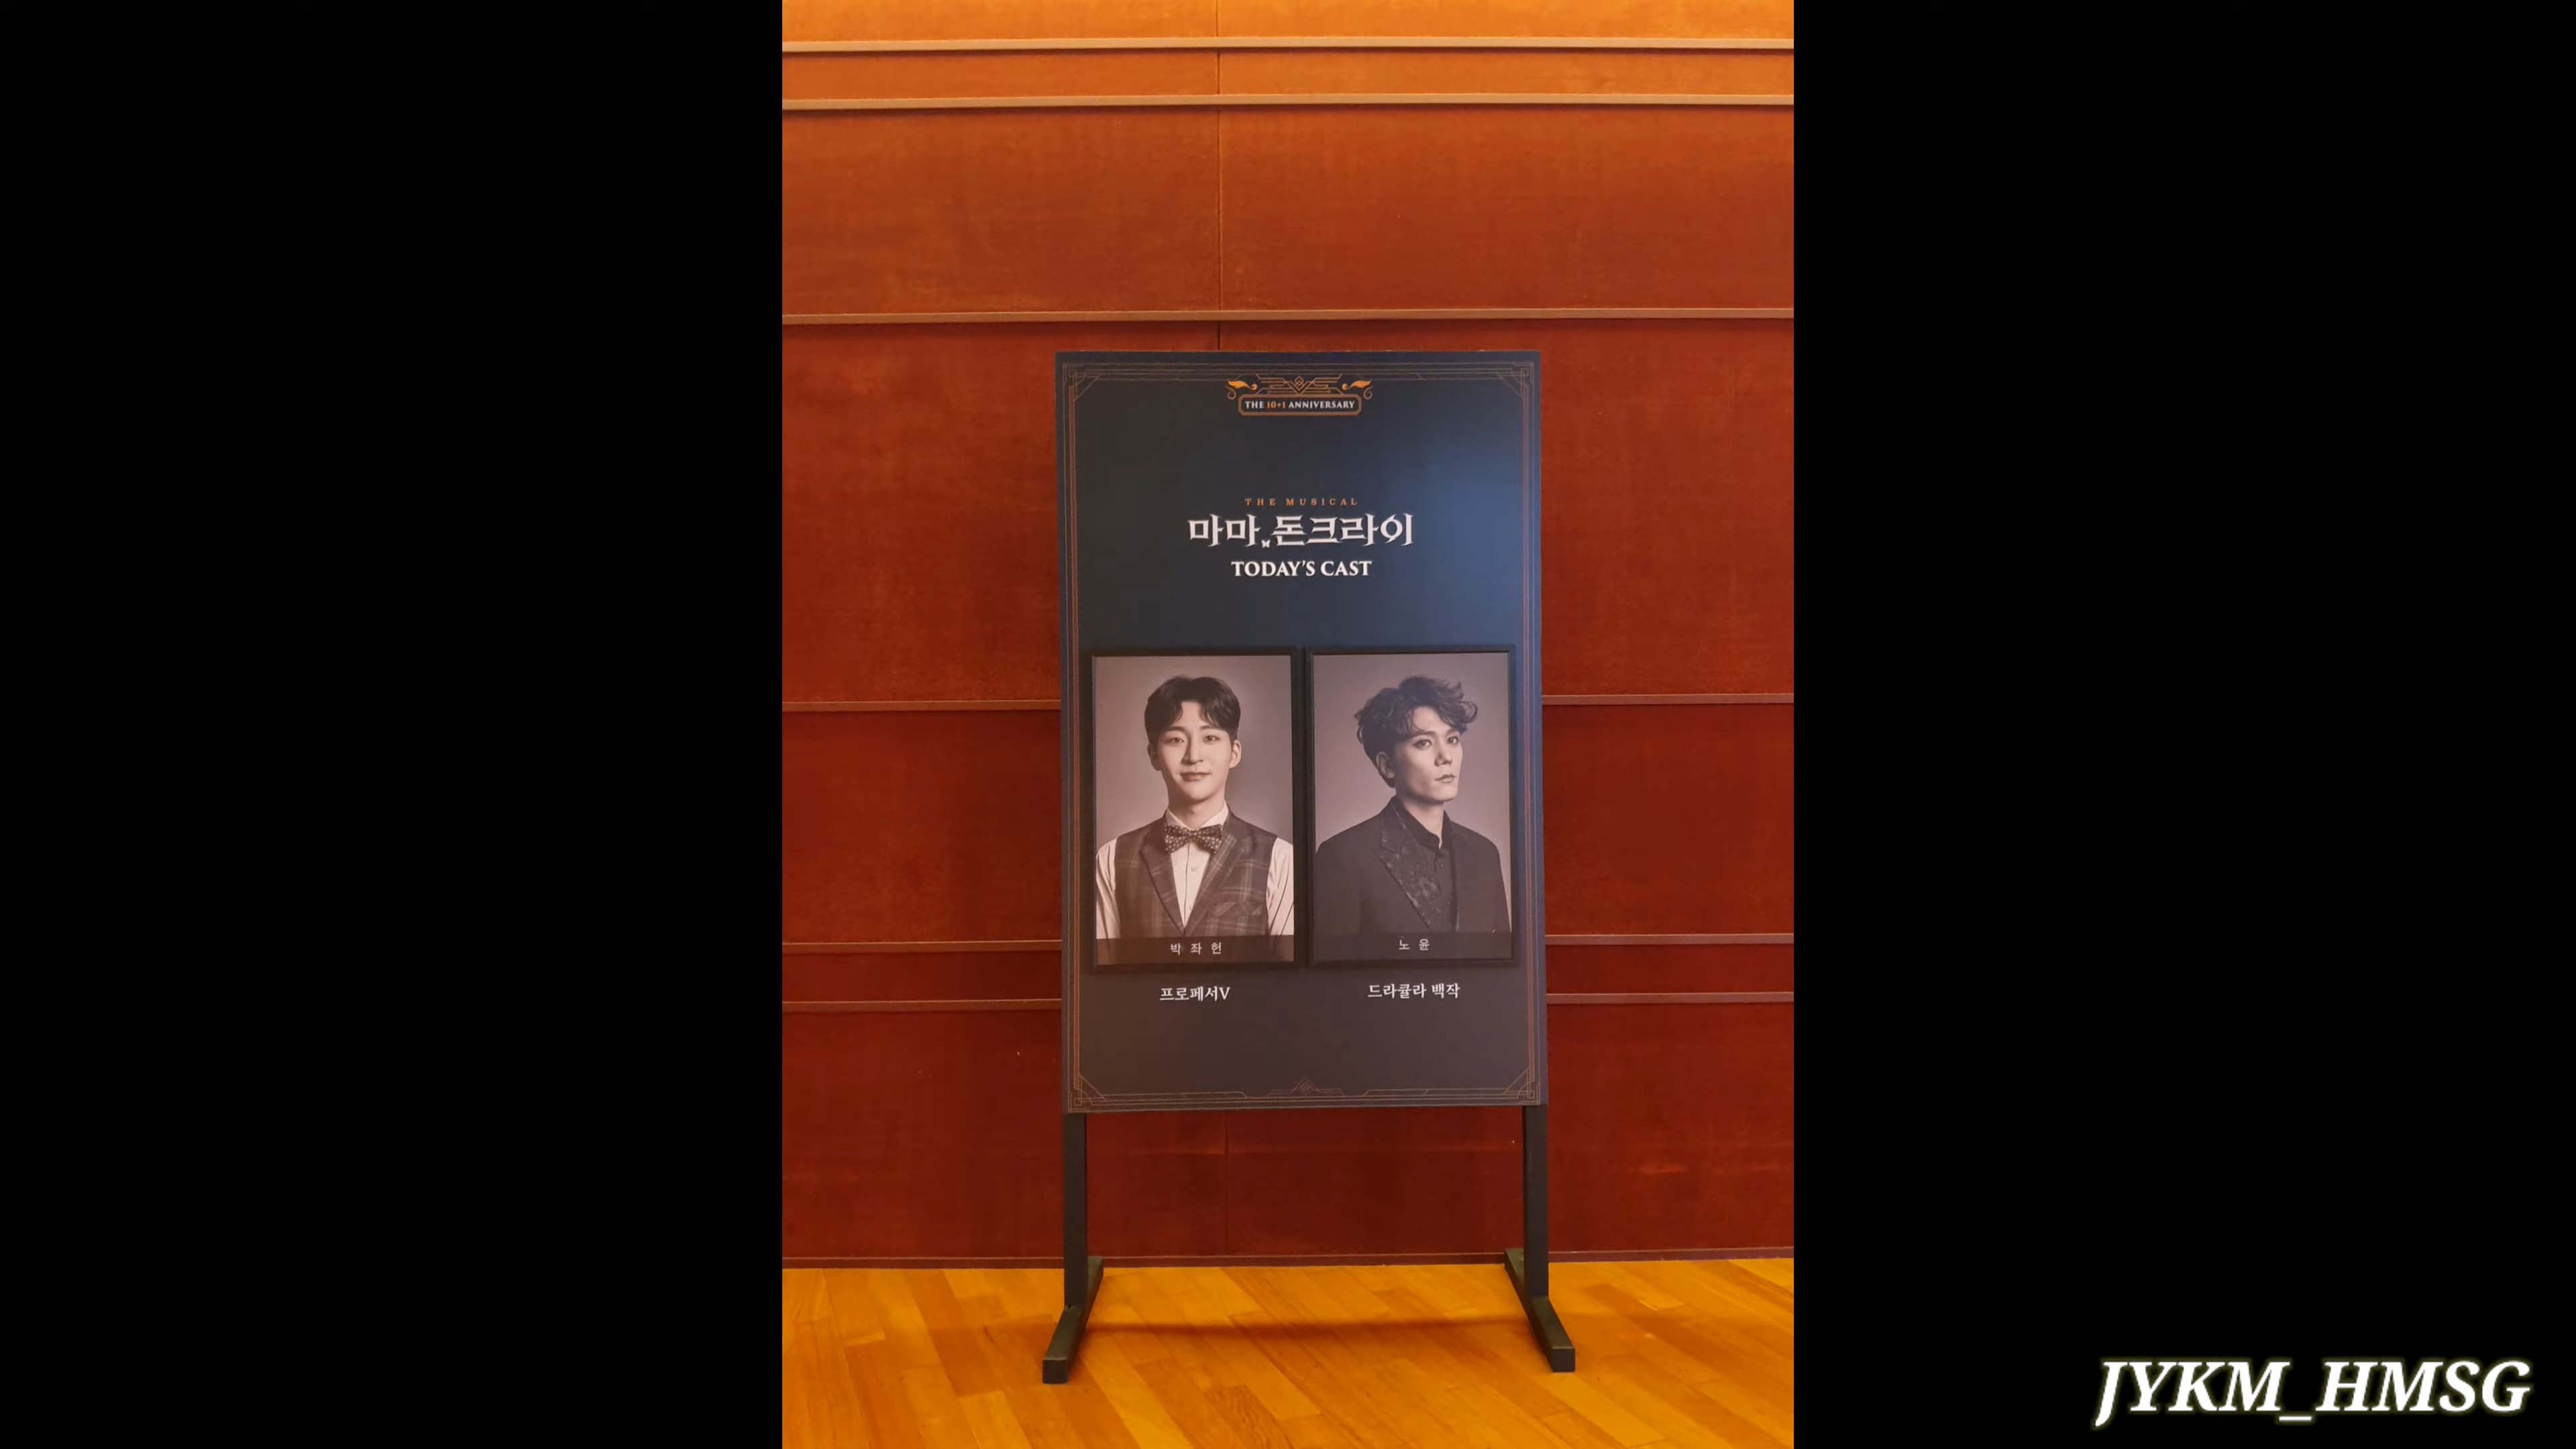 THE 10+1 ANNIVERSARY
THE MUSICAL
마마, 돈크라이
TODAY'S CAST
박좌헌
노윤
프로페서V
드라큘라 백작
JYKM_HMSG